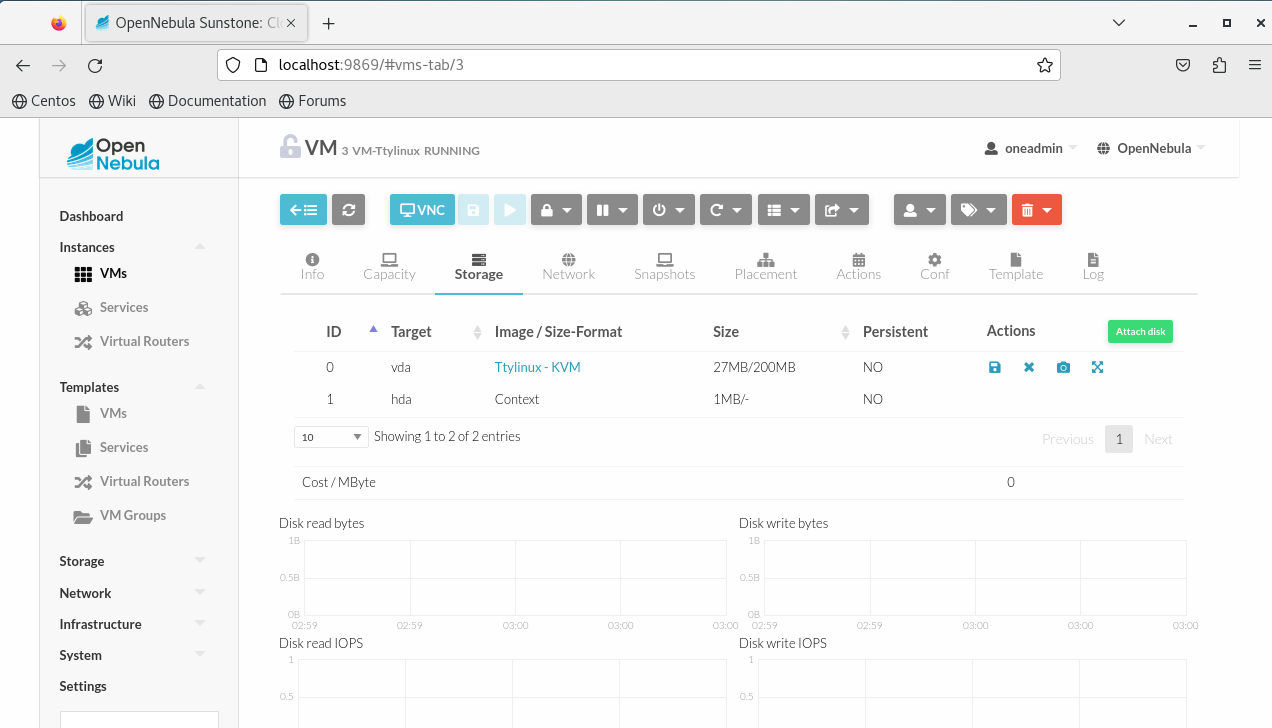 OpenNebula Sunstone: Clo
localhost:9869/#vms-tab/3
Centos Wiki Documentation Forums
Open
Nebula
VM 3 VM-Ttylinux RUNNING
oneadmin OpenNebula
VNC
Dashboard
Instances
VMs
Services
Virtual Routers
Templates
VMs
Services
Virtual Routers
VM Groups
Storage
Network
Infrastructure
System
Settings
Info Capacity Storage Network Snapshots Placement Actions Conf Template Log
ID Target Image / Size-Format Size Persistent Actions Attach disk
0 vda Ttylinux - KVM 27MB/200MB NO
1 hda Context 1MB/- NO
10 Showing 1 to 2 of 2 entries Previous 1 Next
Cost / MByte 0
Disk read bytes
1B
0.5B
0B
02:59 02:59 03:00 03:00 03:00
Disk write bytes
1B
0.5B
0B
02:59 02:59 03:00 03:00 03:00
Disk read IOPS
1
0.5
Disk write IOPS
1
0.5